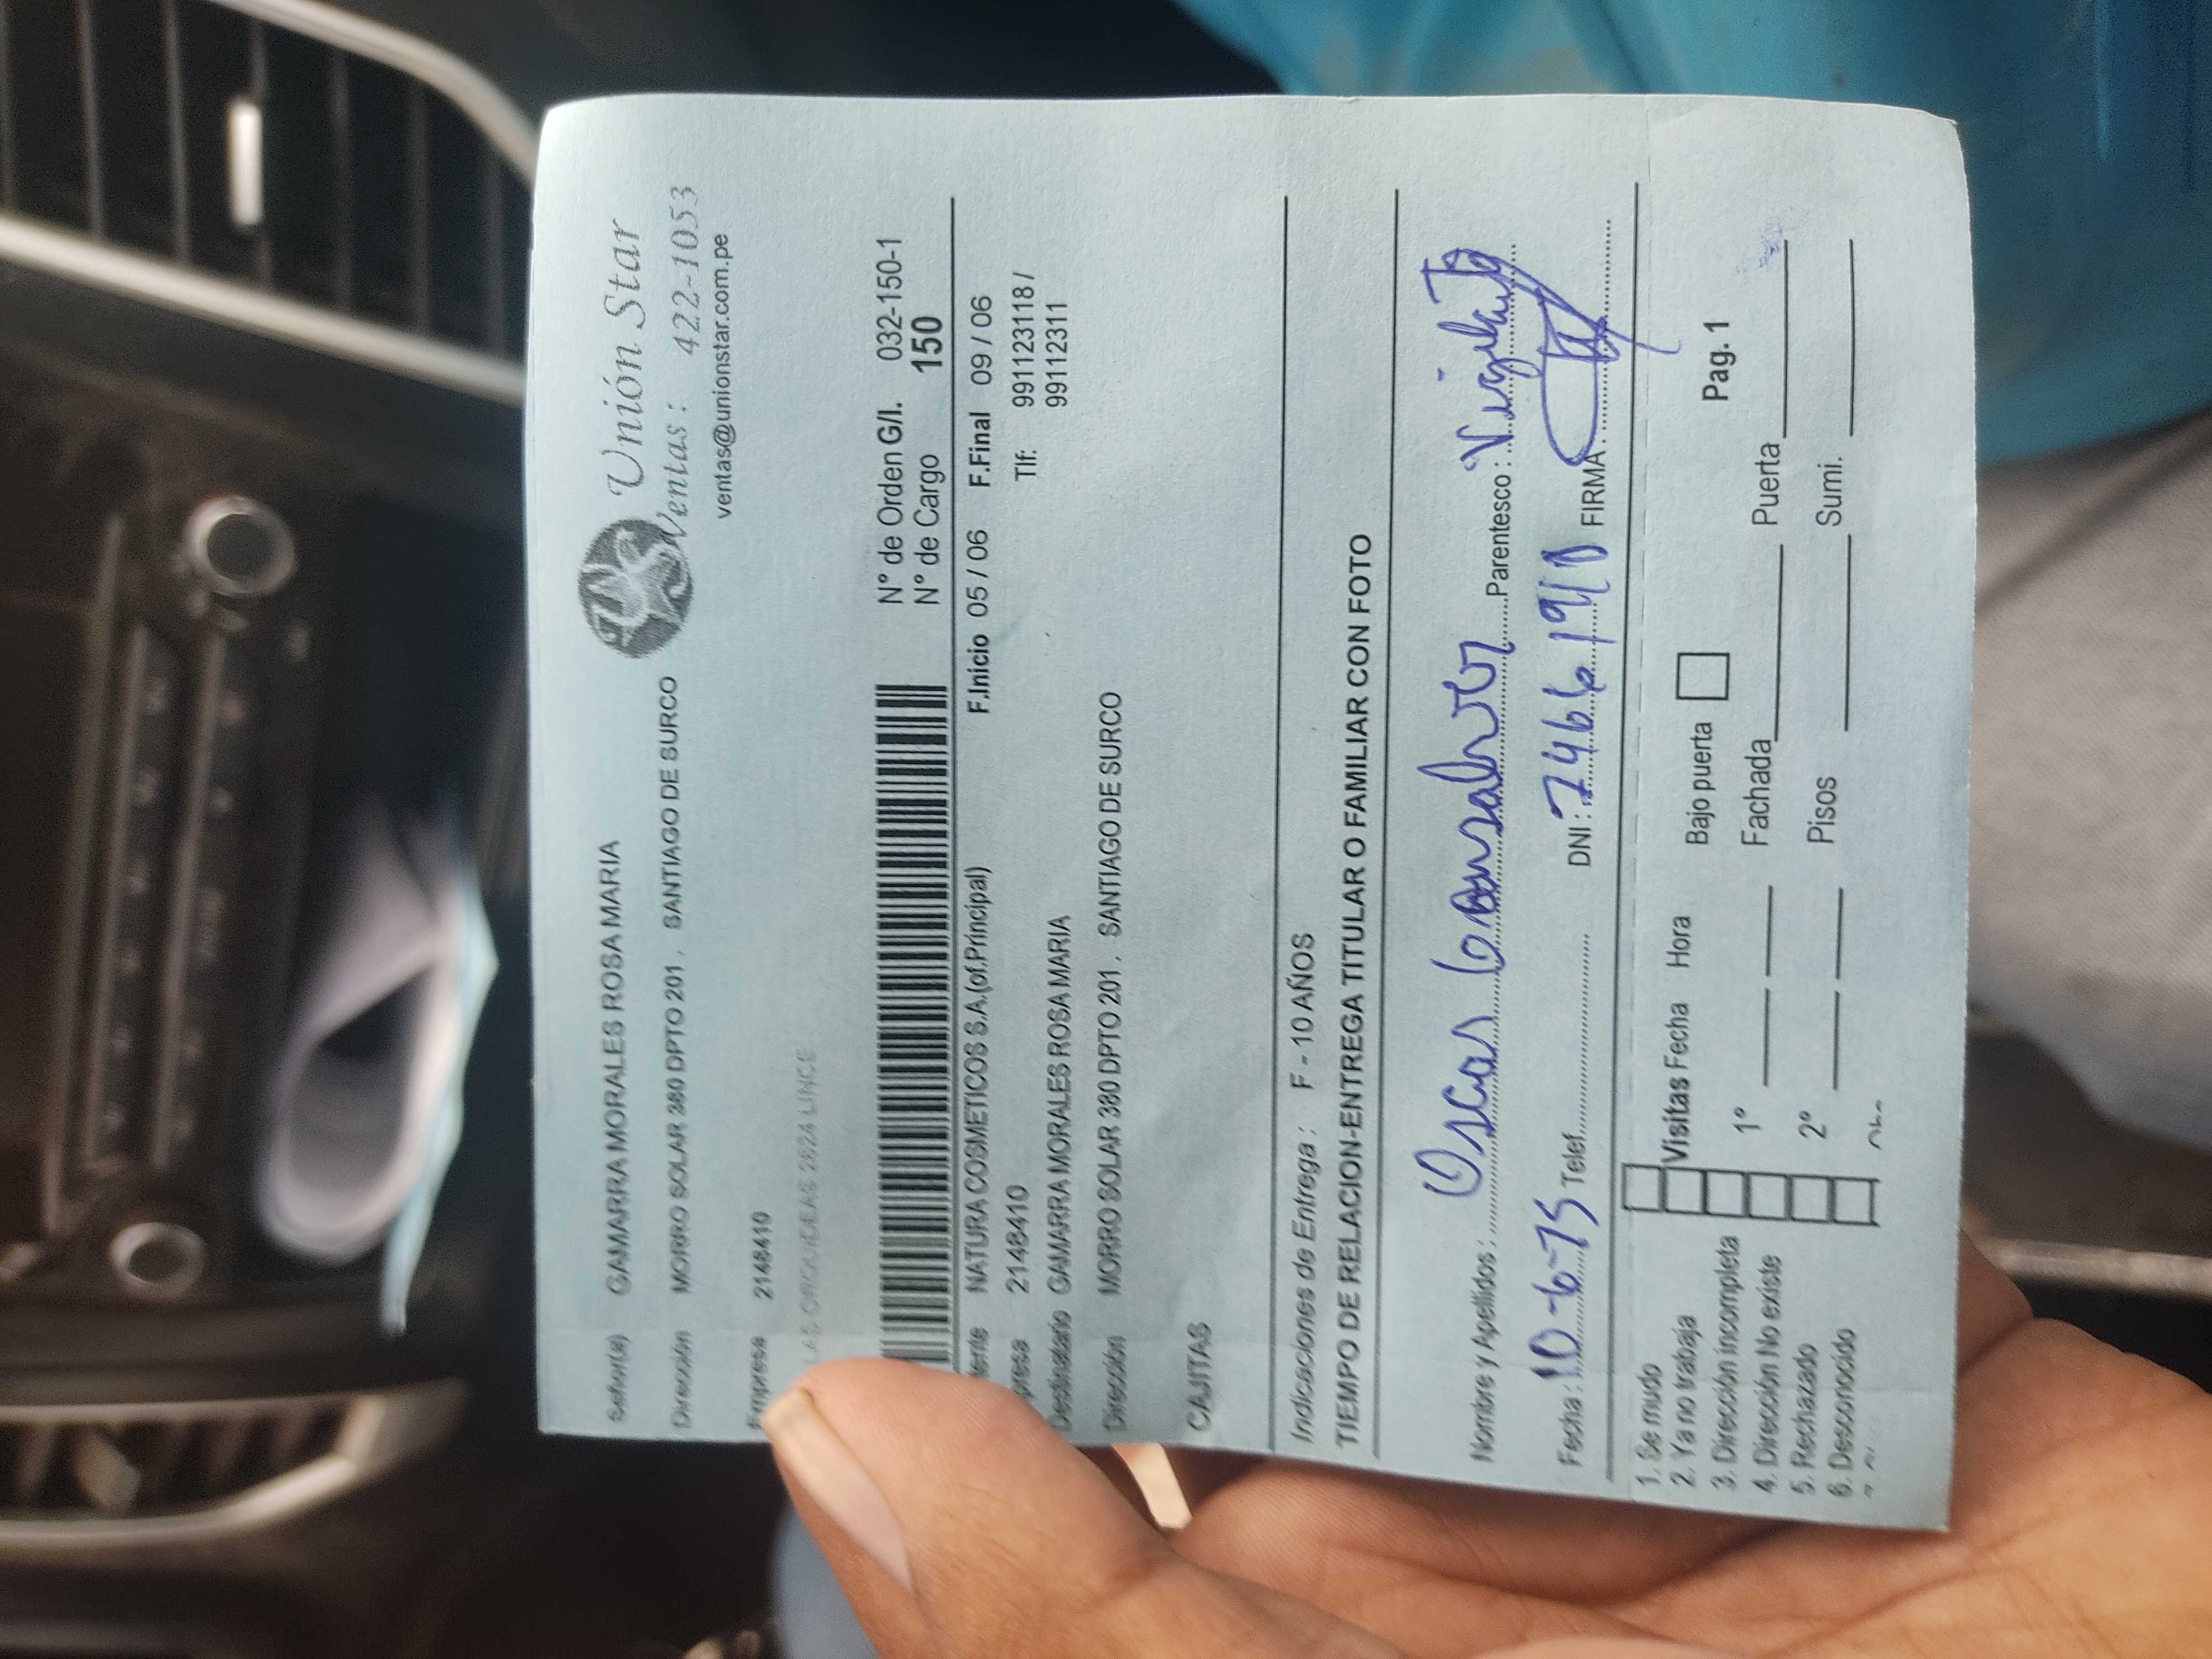 Señor(a) GAMARRA MORALES ROSA MARIA
Unión Star
Dirección MORRO SOLAR 380 DPTO 201 . SANTIAGO DE SURCO
Ventas : 422-1053
ventas@unionstar.com.pe
Empresa 2148410
LAS ORQUIDEAS 2624 LINCE
N° de Orden G/I. 032-150-1
N° de Cargo 150
NATURA COSMETICOS S.A.(of.Principal) F.Inicio 05 / 06 F.Final 09 / 06
2148410 Tlf: 991123118 /
Destinatario GAMARRA MORALES ROSA MARIA 99112311
Dirección MORRO SOLAR 380 DPTO 201 . SANTIAGO DE SURCO
CAJITAS
Indicaciones de Entrega : F - 10 AÑOS
TIEMPO DE RELACION-ENTREGA TITULAR O FAMILIAR CON FOTO
Nombre y Apellidos : Oscar Parentesco :
Fecha : Telef. DNI : FIRMA
1. Se mudo
2. Ya no trabaja Visitas Fecha Hora Bajo puerta Pag. 1
3. Dirección incompleta 1° Fachada Puerta
4. Dirección No existe
5. Rechazado 2° Pisos Sumi.
6. Desconocido